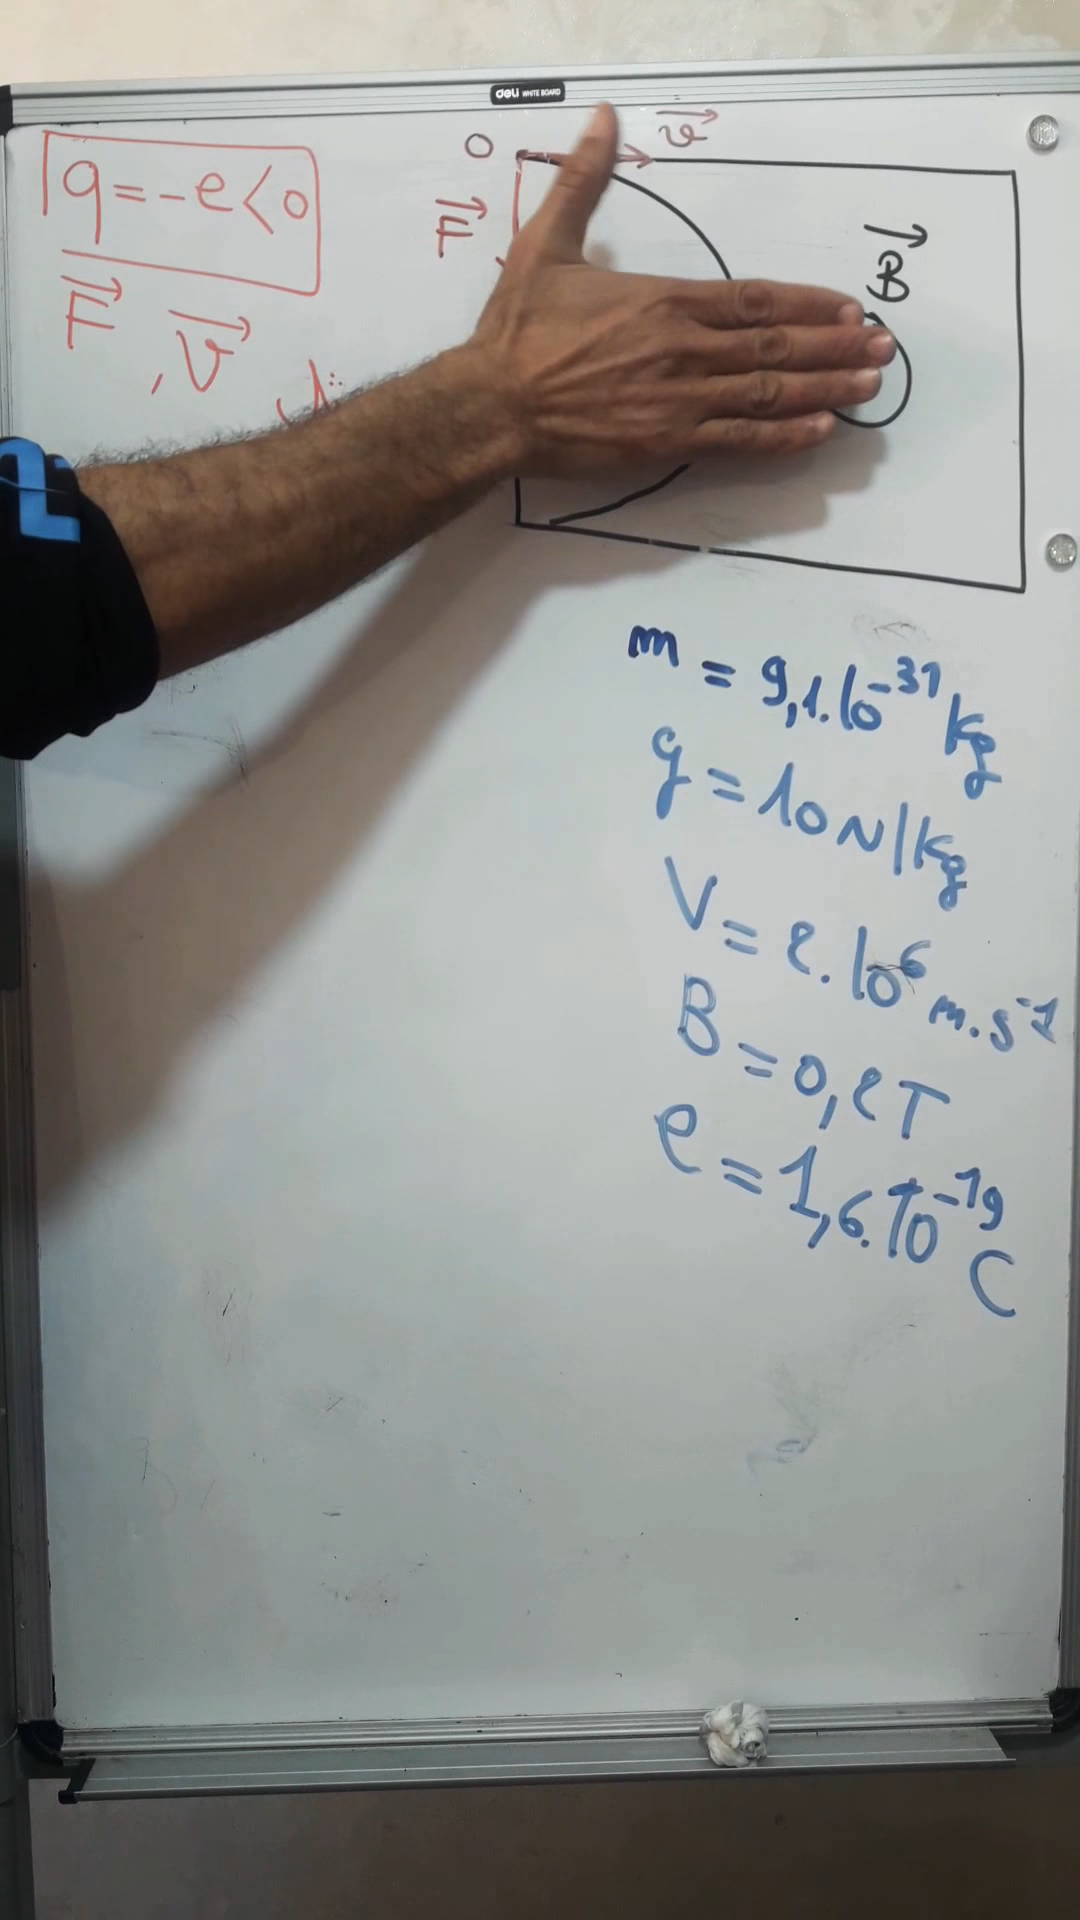 deli WHITE BOARD
O
v
q = -e < 0
F
B
F, v
m = 9,1.10⁻³¹ kg
g = 10 N/kg
V = 2.10⁶ m.s⁻¹
B = 0,2T
e = 1,6.10⁻¹⁹ C